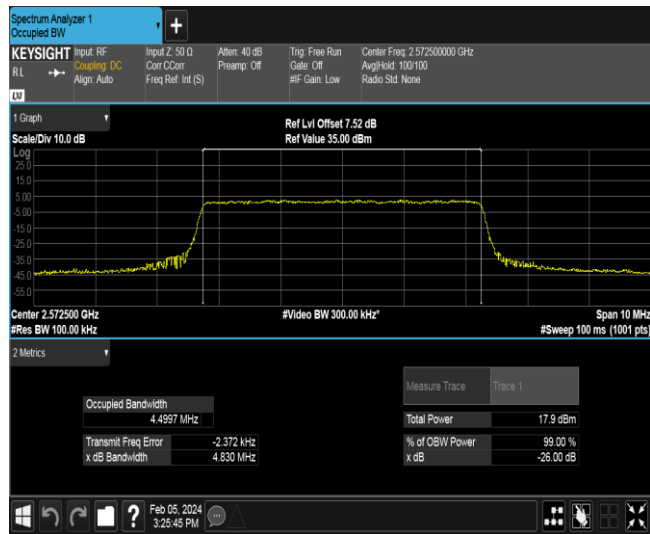 Spectrum Analyzer 1
Occupied BW
+
KEYSIGHT
RL
LXI
Input: RF
Coupling: DC
Align: Auto
Input Z: 50 Ω
Corr CCorr
Freq Ref: Int (S)
Atten: 40 dB
Preamp: Off
Trig: Free Run
Gate: Off
#IF Gain: Low
Center Freq: 2.572500000 GHz
Avg|Hold: 100/100
Radio Std: None
1 Graph
Scale/Div 10.0 dB
Ref Lvl Offset 7.52 dB
Ref Value 35.00 dBm
Log
25.0
15.0
5.00
-5.00
-15.0
-25.0
-35.0
-45.0
-55.0
Center 2.572500 GHz
#Res BW 100.00 kHz
#Video BW 300.00 kHz*
Span 10 MHz
#Sweep 100 ms (1001 pts)
2 Metrics
Measure Trace Trace 1
Occupied Bandwidth
4.4997 MHz
Total Power 17.9 dBm
Transmit Freq Error -2.372 kHz
% of OBW Power 99.00 %
x dB Bandwidth 4.830 MHz
x dB -26.00 dB
?
Feb 05, 2024
3:25:45 PM